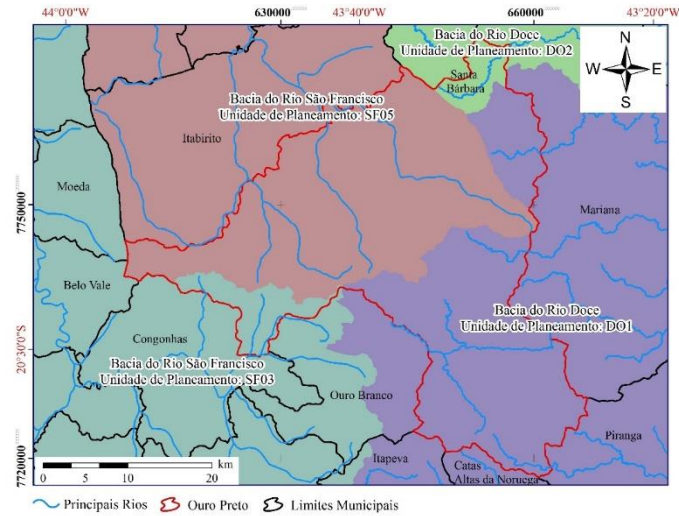 44°0'0"W
630000
43°40'0"W
660000
43°20'0"W
Bacia do Rio Doce
Unidade de Planeamento: DO2
Santa
Bárbara
N
W E
S
Bacia do Rio São Francisco
Unidade de Planeamento: SF05
Itabirito
Moeda
7750000
Mariana
Belo Vale
Congonhas
Bacia do Rio Doce
Unidade de Planeamento: DO1
20°30'0"S
Bacia do Rio São Francisco
Unidade de Planeamento: SF03
Ouro Branco
Piranga
Itapeva
Catas
Altas da Noruega
7720000
km
0 5 10 20
Principais Rios Ouro Preto Limites Municipais